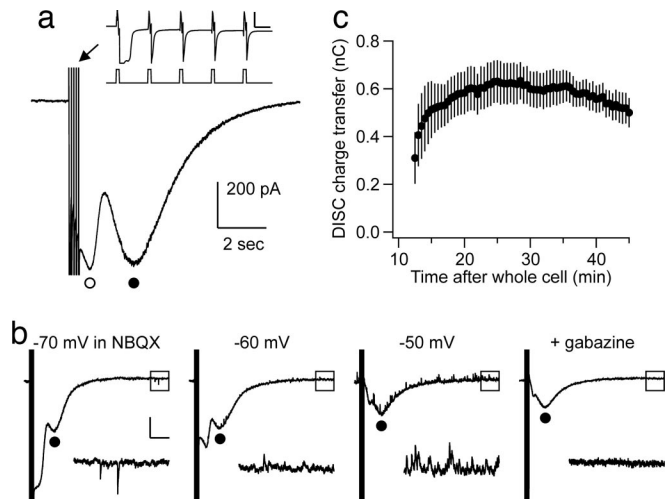 a
200 pA
2 sec
c
DISC charge transfer (nC)
0.8
0.6
0.4
0.2
0.0
10 20 30 40
Time after whole cell (min)
b
-70 mV in NBQX
-60 mV
-50 mV
+ gabazine